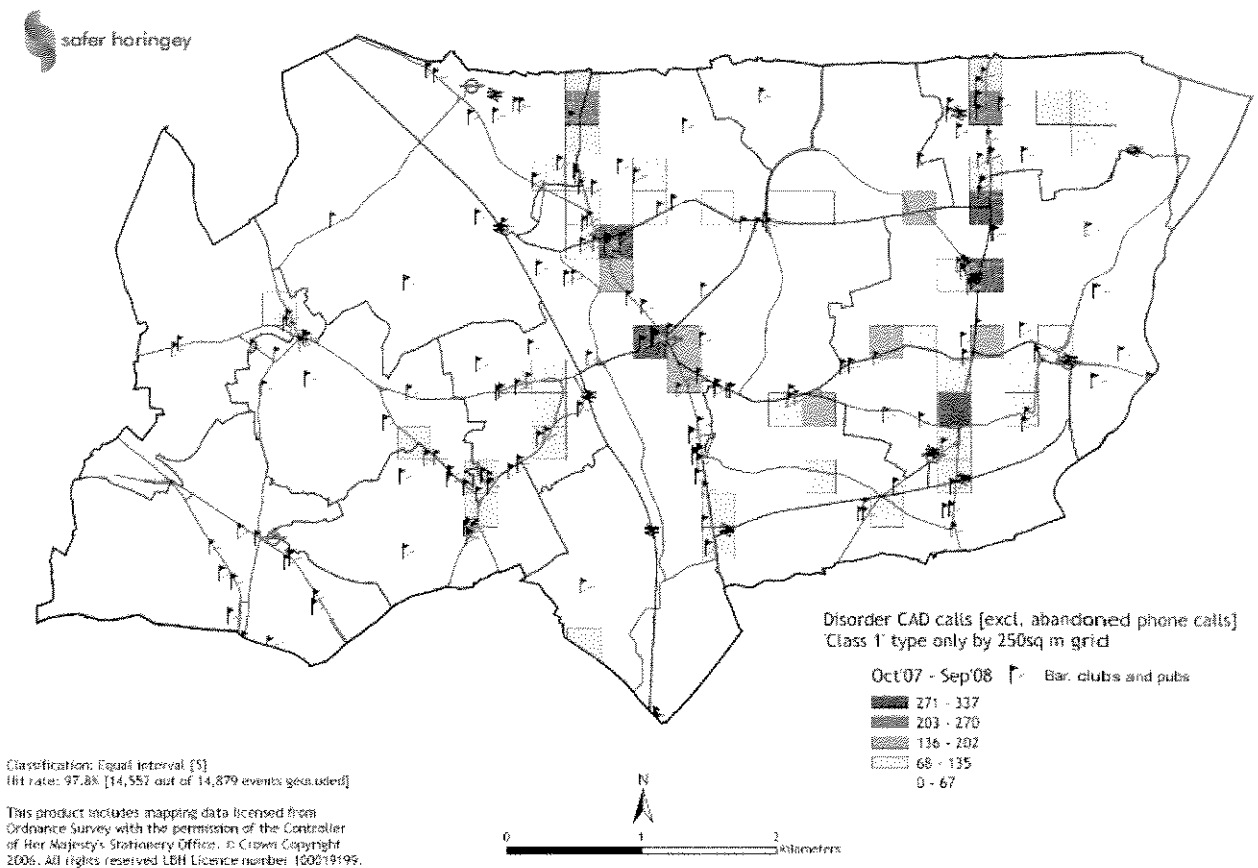 safer haringey
Disorder CAD calls [excl. abandoned phone calls]
'Class 1' type only by 250sq m grid
Oct'07 - Sep'08 Bar, clubs and pubs
271 - 337
203 - 270
136 - 202
68 - 135
0 - 67
Classification: Equal interval [5]
Hit rate: 97.8% [14,557 out of 14,879 events geocoded]
This product includes mapping data licensed from
Ordnance Survey with the permission of the Controller
of Her Majesty's Stationery Office. © Crown Copyright
2006. All rights reserved LBH Licence number 100019199.
N
0 1 2 Kilometers